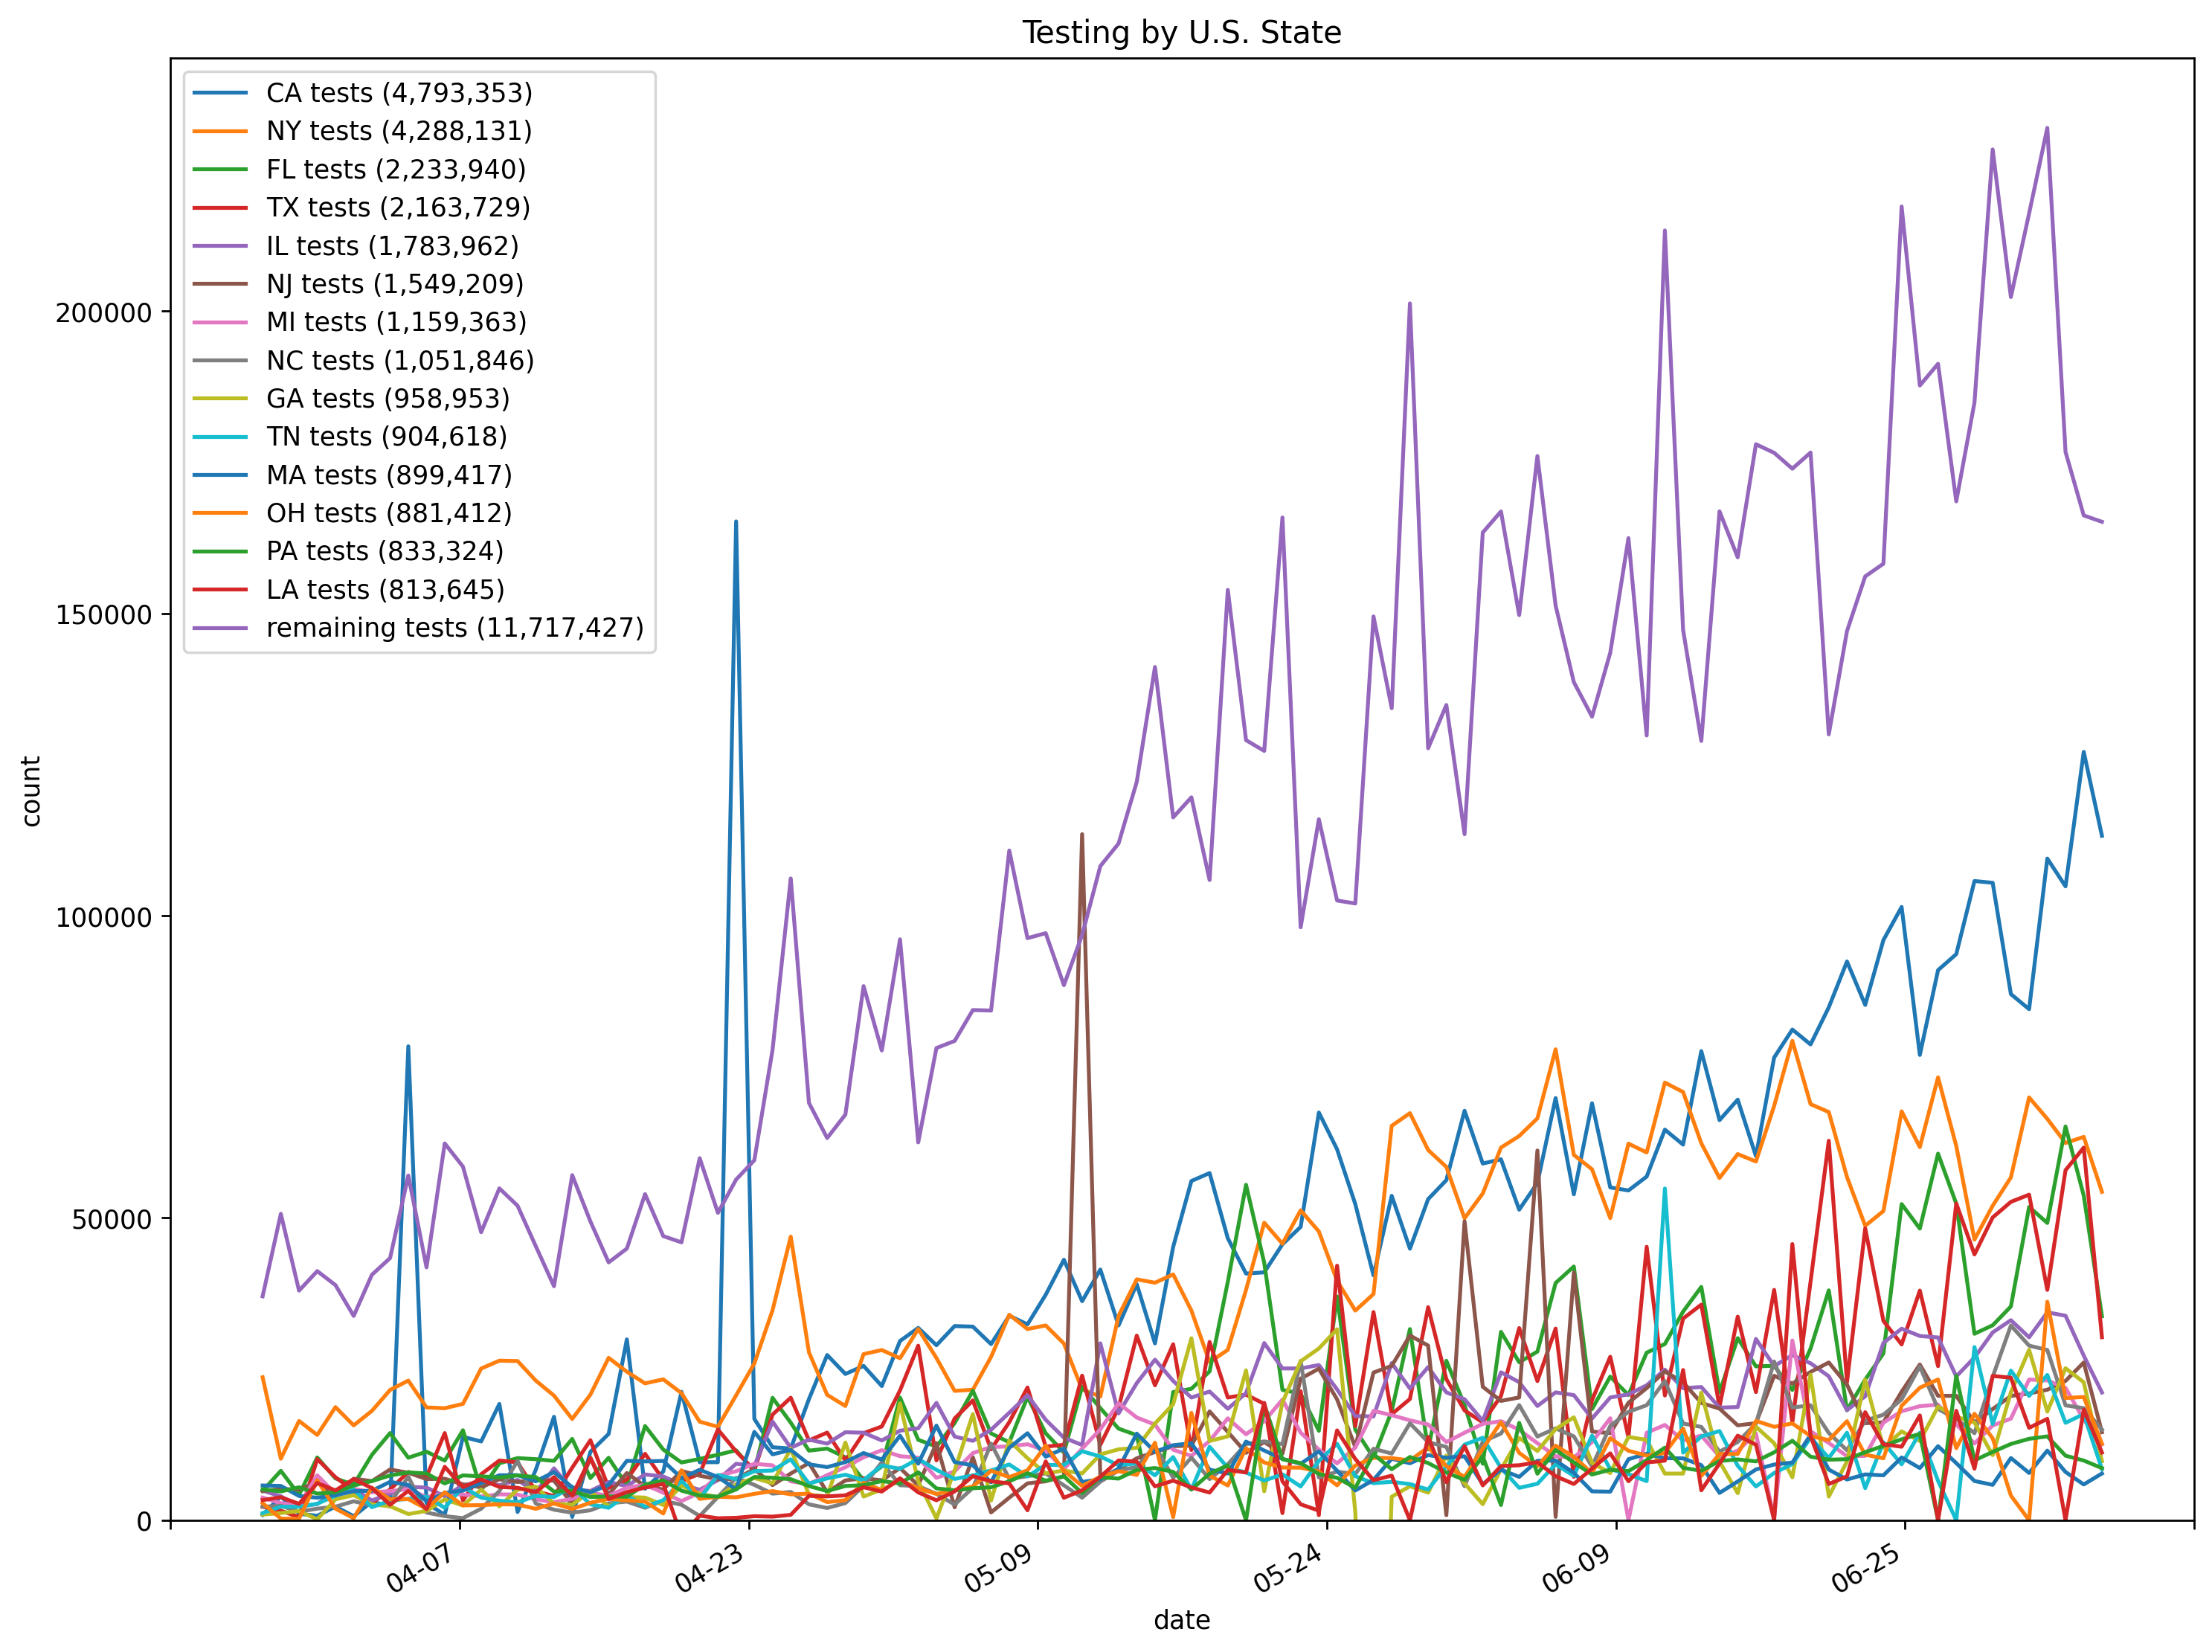 Testing by U.S. State
CA tests (4,793,353)
NY tests (4,288,131)
FL tests (2,233,940)
TX tests (2,163,729)
IL tests (1,783,962)
NJ tests (1,549,209)
MI tests (1,159,363)
NC tests (1,051,846)
GA tests (958,953)
TN tests (904,618)
MA tests (899,417)
OH tests (881,412)
PA tests (833,324)
LA tests (813,645)
remaining tests (11,717,427)
200000
150000
100000
50000
0
count
04-07
04-23
05-09
05-24
06-09
06-25
date